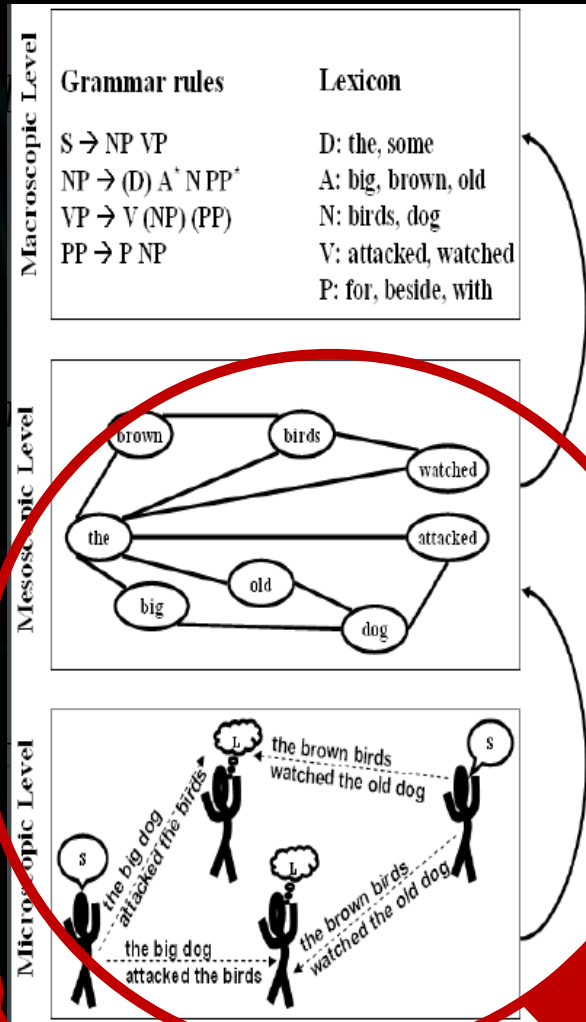 Macroscopic Level
Grammar rules
S → NP VP
NP → (D) A* N PP*
VP → V (NP) (PP)
PP → P NP
Lexicon
D: the, some
A: big, brown, old
N: birds, dog
V: attacked, watched
P: for, beside, with
Mesoscopic Level
brown
birds
watched
the
attacked
old
big
dog
Microscopic Level
L
S
the brown birds
watched the old dog
the big dog
attacked the birds
S
L
the brown birds
watched the old dog
the big dog
attacked the birds